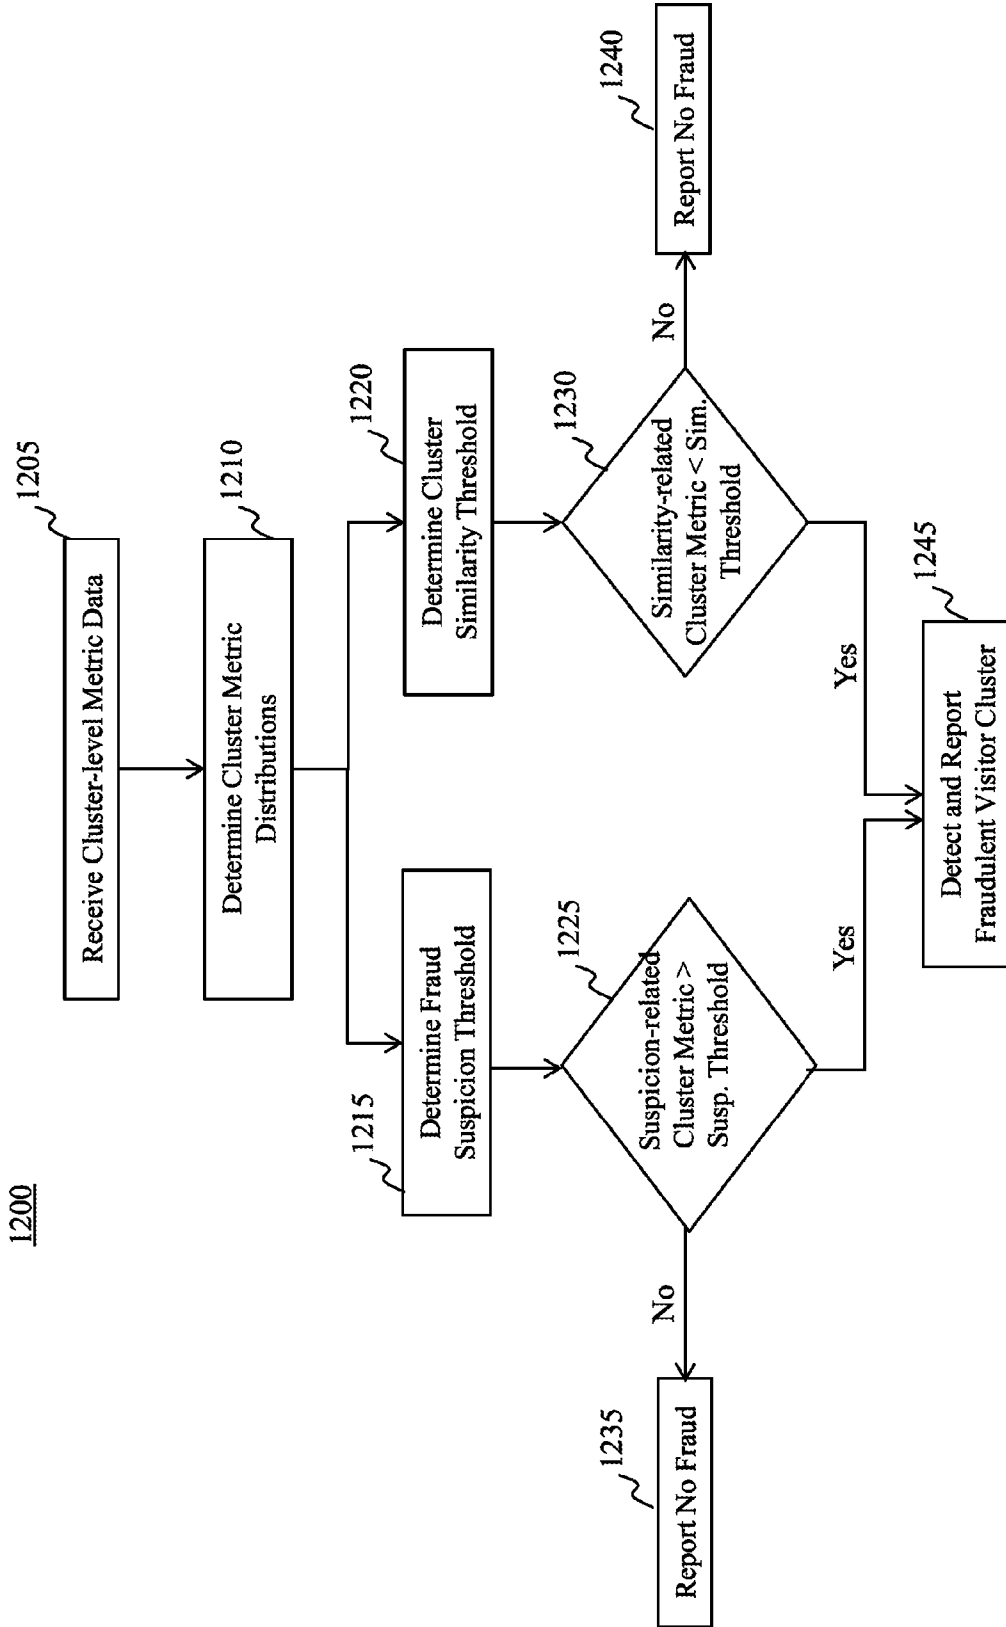 1200
1205
Receive Cluster-level Metric Data
1210
Determine Cluster Metric
Distributions
1215
Determine Fraud
Suspicion Threshold
1220
Determine Cluster
Similarity Threshold
1225
Suspicion-related
Cluster Metric >
Susp. Threshold
1230
Similarity-related
Cluster Metric < Sim.
Threshold
No
No
1235
Report No Fraud
1240
Report No Fraud
Yes
Yes
1245
Detect and Report
Fraudulent Visitor Cluster